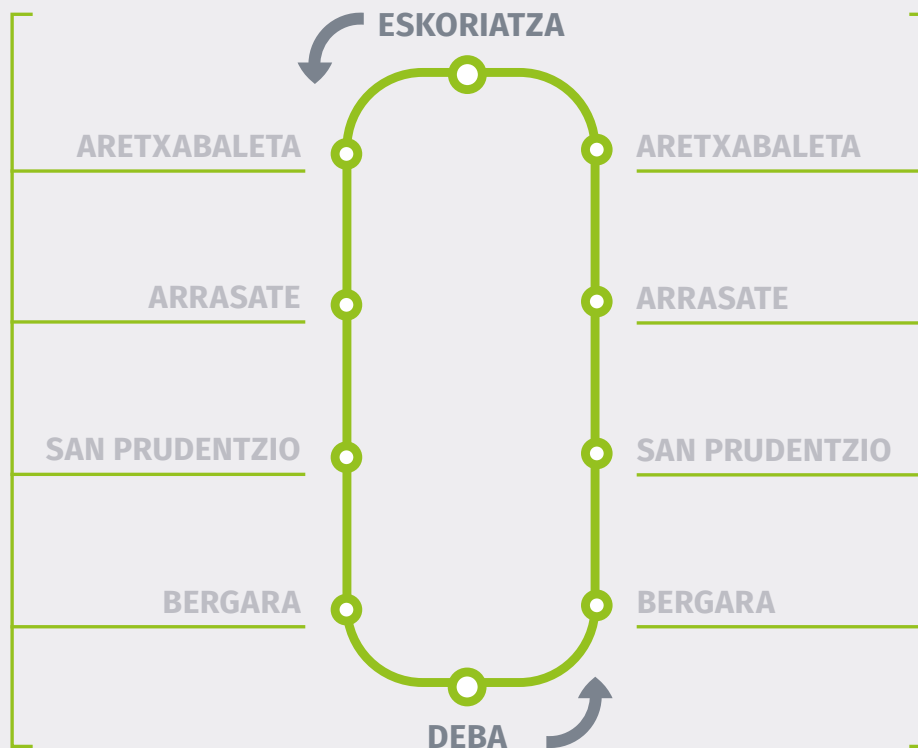 ESKORIATZA
ARETXABALETA
ARETXABALETA
ARRASATE
ARRASATE
SAN PRUDENTZIO
SAN PRUDENTZIO
BERGARA
BERGARA
DEBA